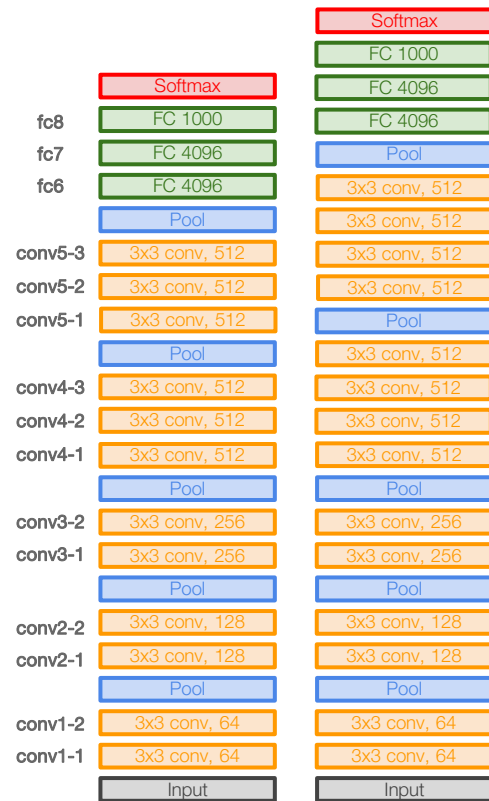 Softmax
fc8 FC 1000
fc7 FC 4096
fc6 FC 4096
Pool
conv5-3 3x3 conv, 512
conv5-2 3x3 conv, 512
conv5-1 3x3 conv, 512
Pool
conv4-3 3x3 conv, 512
conv4-2 3x3 conv, 512
conv4-1 3x3 conv, 512
Pool
conv3-2 3x3 conv, 256
conv3-1 3x3 conv, 256
Pool
conv2-2 3x3 conv, 128
conv2-1 3x3 conv, 128
Pool
conv1-2 3x3 conv, 64
conv1-1 3x3 conv, 64
Input
Softmax
FC 1000
FC 4096
FC 4096
Pool
3x3 conv, 512
3x3 conv, 512
3x3 conv, 512
3x3 conv, 512
Pool
3x3 conv, 512
3x3 conv, 512
3x3 conv, 512
3x3 conv, 512
Pool
3x3 conv, 256
3x3 conv, 256
Pool
3x3 conv, 128
3x3 conv, 128
Pool
3x3 conv, 64
3x3 conv, 64
Input